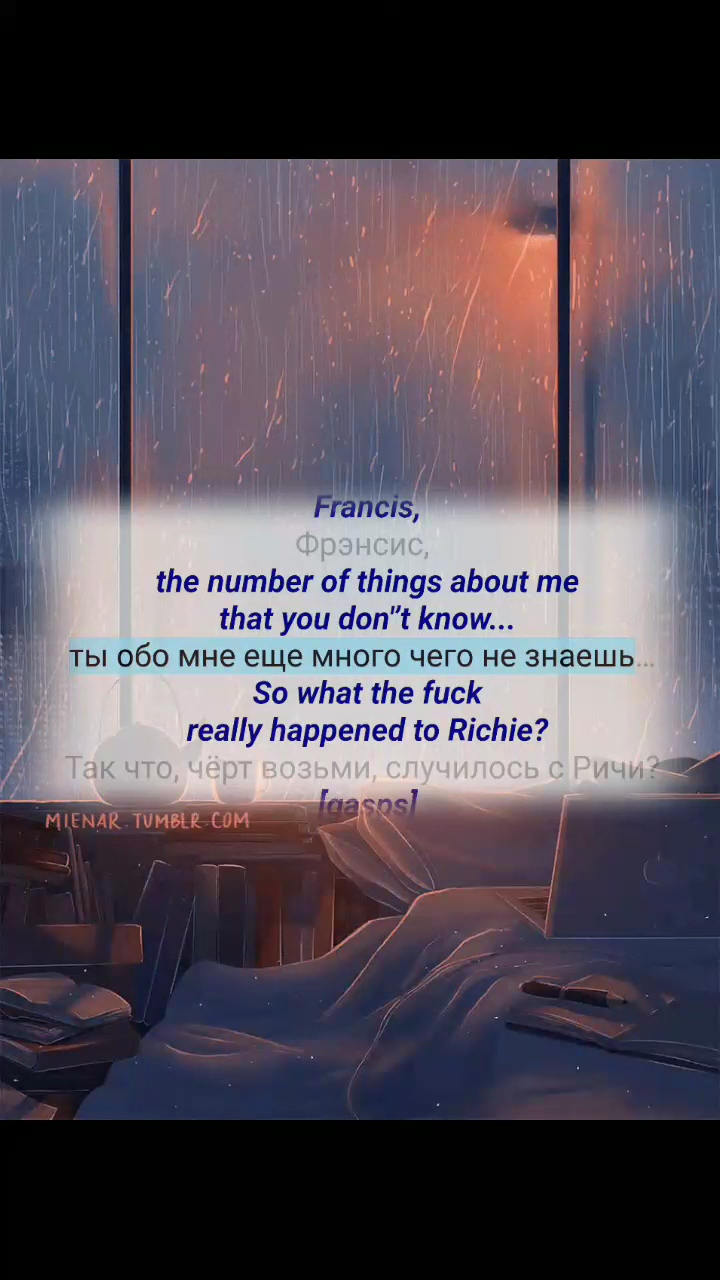 Francis,
Фрэнсис,
the number of things about me
that you don"t know...
ты обо мне еще много чего не знаешь...
So what the fuck
really happened to Richie?
Так что, чёрт возьми, случилось с Ричи?
[gasps]
MIENAR.TUMBLR.COM